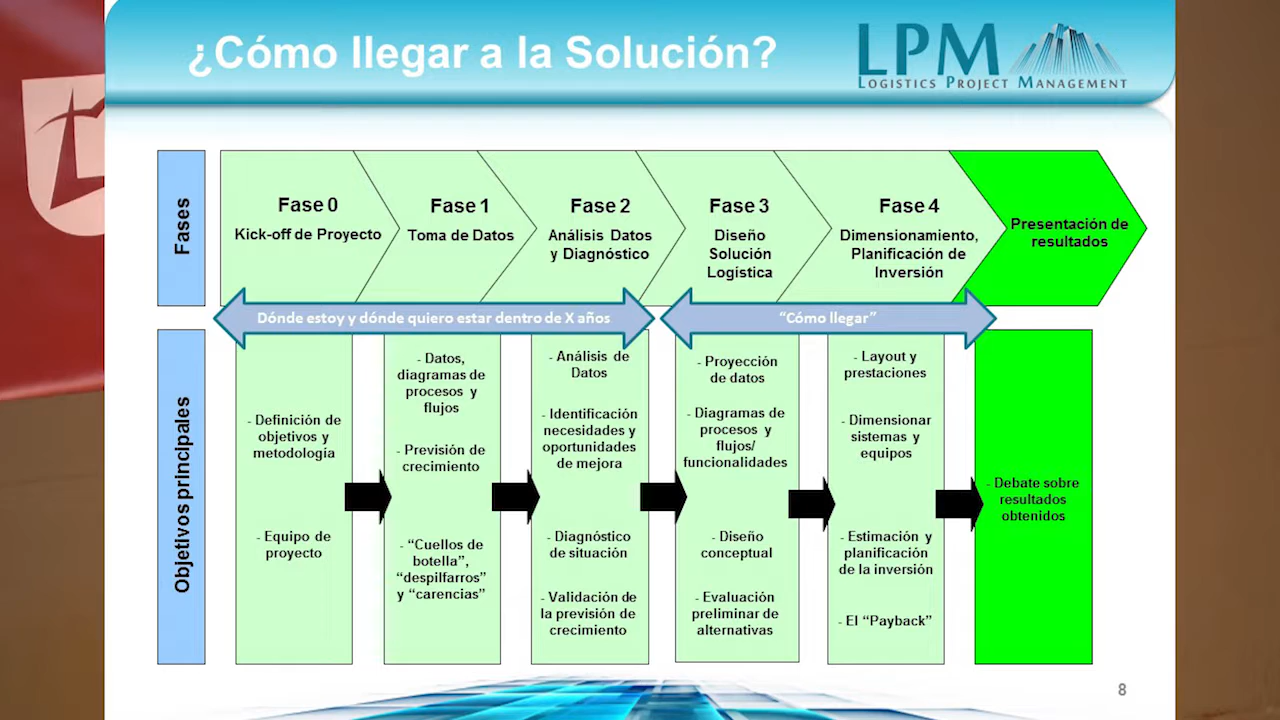 ¿Cómo llegar a la Solución?
LPM
LOGISTICS PROJECT MANAGEMENT
Fases
Fase 0
Kick-off de Proyecto
Fase 1
Toma de Datos
Fase 2
Análisis Datos
y Diagnóstico
Fase 3
Diseño
Solución
Logística
Fase 4
Dimensionamiento,
Planificación de
Inversión
Presentación de
resultados
Dónde estoy y dónde quiero estar dentro de X años
“Cómo llegar”
Objetivos principales
- Definición de
objetivos y
metodología
- Equipo de
proyecto
- Datos,
diagramas de
procesos y
flujos
- Previsión de
crecimiento
- “Cuellos de
botella”,
“despilfarros”
y “carencias”
- Análisis de
Datos
- Identificación
necesidades y
oportunidades
de mejora
- Diagnóstico
de situación
- Validación de
la previsión de
crecimiento
- Proyección
de datos
- Diagramas de
procesos y
flujos/
funcionalidades
- Diseño
conceptual
- Evaluación
preliminar de
alternativas
- Layout y
prestaciones
- Dimensionar
sistemas y
equipos
- Estimación y
planificación
de la inversión
- El “Payback”
- Debate sobre
resultados
obtenidos
8